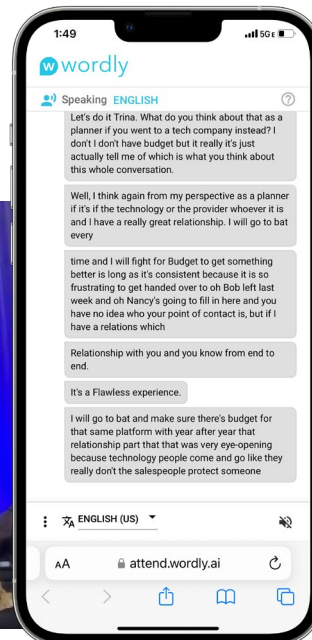 1:49
5G E
w wordly
Speaking ENGLISH
?
Let's do it Trina. What do you think about that as a
planner if you went to a tech company instead? I
don't I don't have budget but it really it's just
actually tell me of which is what you think about
this whole conversation.
Well, I think again from my perspective as a planner
if it's if the technology or the provider whoever it is
and I have a really great relationship. I will go to bat
every
time and I will fight for Budget to get something
better is long as it's consistent because it is so
frustrating to get handed over to oh Bob left last
week and oh Nancy's going to fill in here and you
have no idea who your point of contact is, but if I
have a relations which
Relationship with you and you know from end to
end.
It's a Flawless experience.
I will go to bat and make sure there's budget for
that same platform with year after year that
relationship part that that was very eye-opening
because technology people come and go like they
really don't the salespeople protect someone
ENGLISH (US)
AA attend.wordly.ai